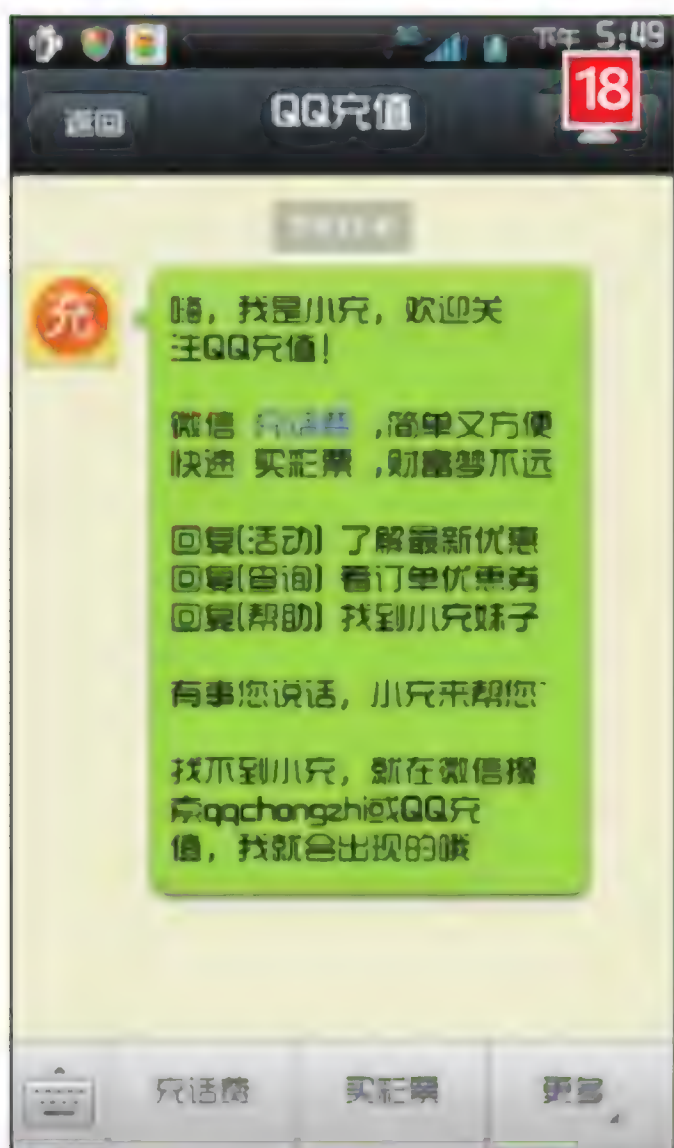 下午 5:49
返回
QQ充值
18
充
嗨，我是小充，欢迎关
注QQ充值！
微信 充话费 ,简单又方便
快速 买彩票 ,财富梦不远
回复[活动] 了解最新优惠
回复[查询] 看订单优惠券
回复[帮助] 找到小充妹子
有事您说话，小充来帮您~
找不到小充，就在微信搜
索qqchongzhi或QQ充
值，我就会出现的哦
充话费
买彩票
更多